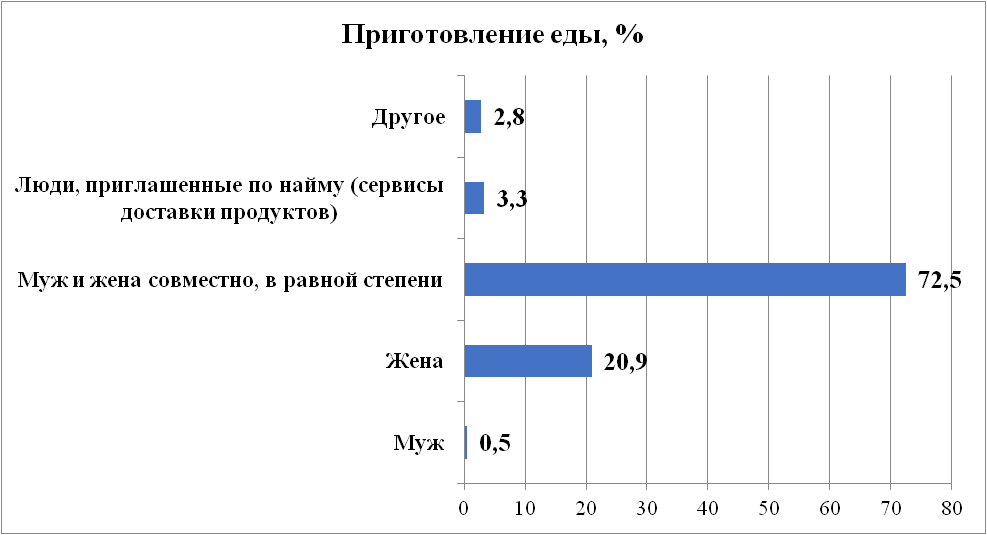 Приготовление еды, %
Другое
2,8
Люди, приглашенные по найму (сервисы
доставки продуктов)
3,3
Муж и жена совместно, в равной степени
72,5
Жена
20,9
Муж
0,5
0 10 20 30 40 50 60 70 80